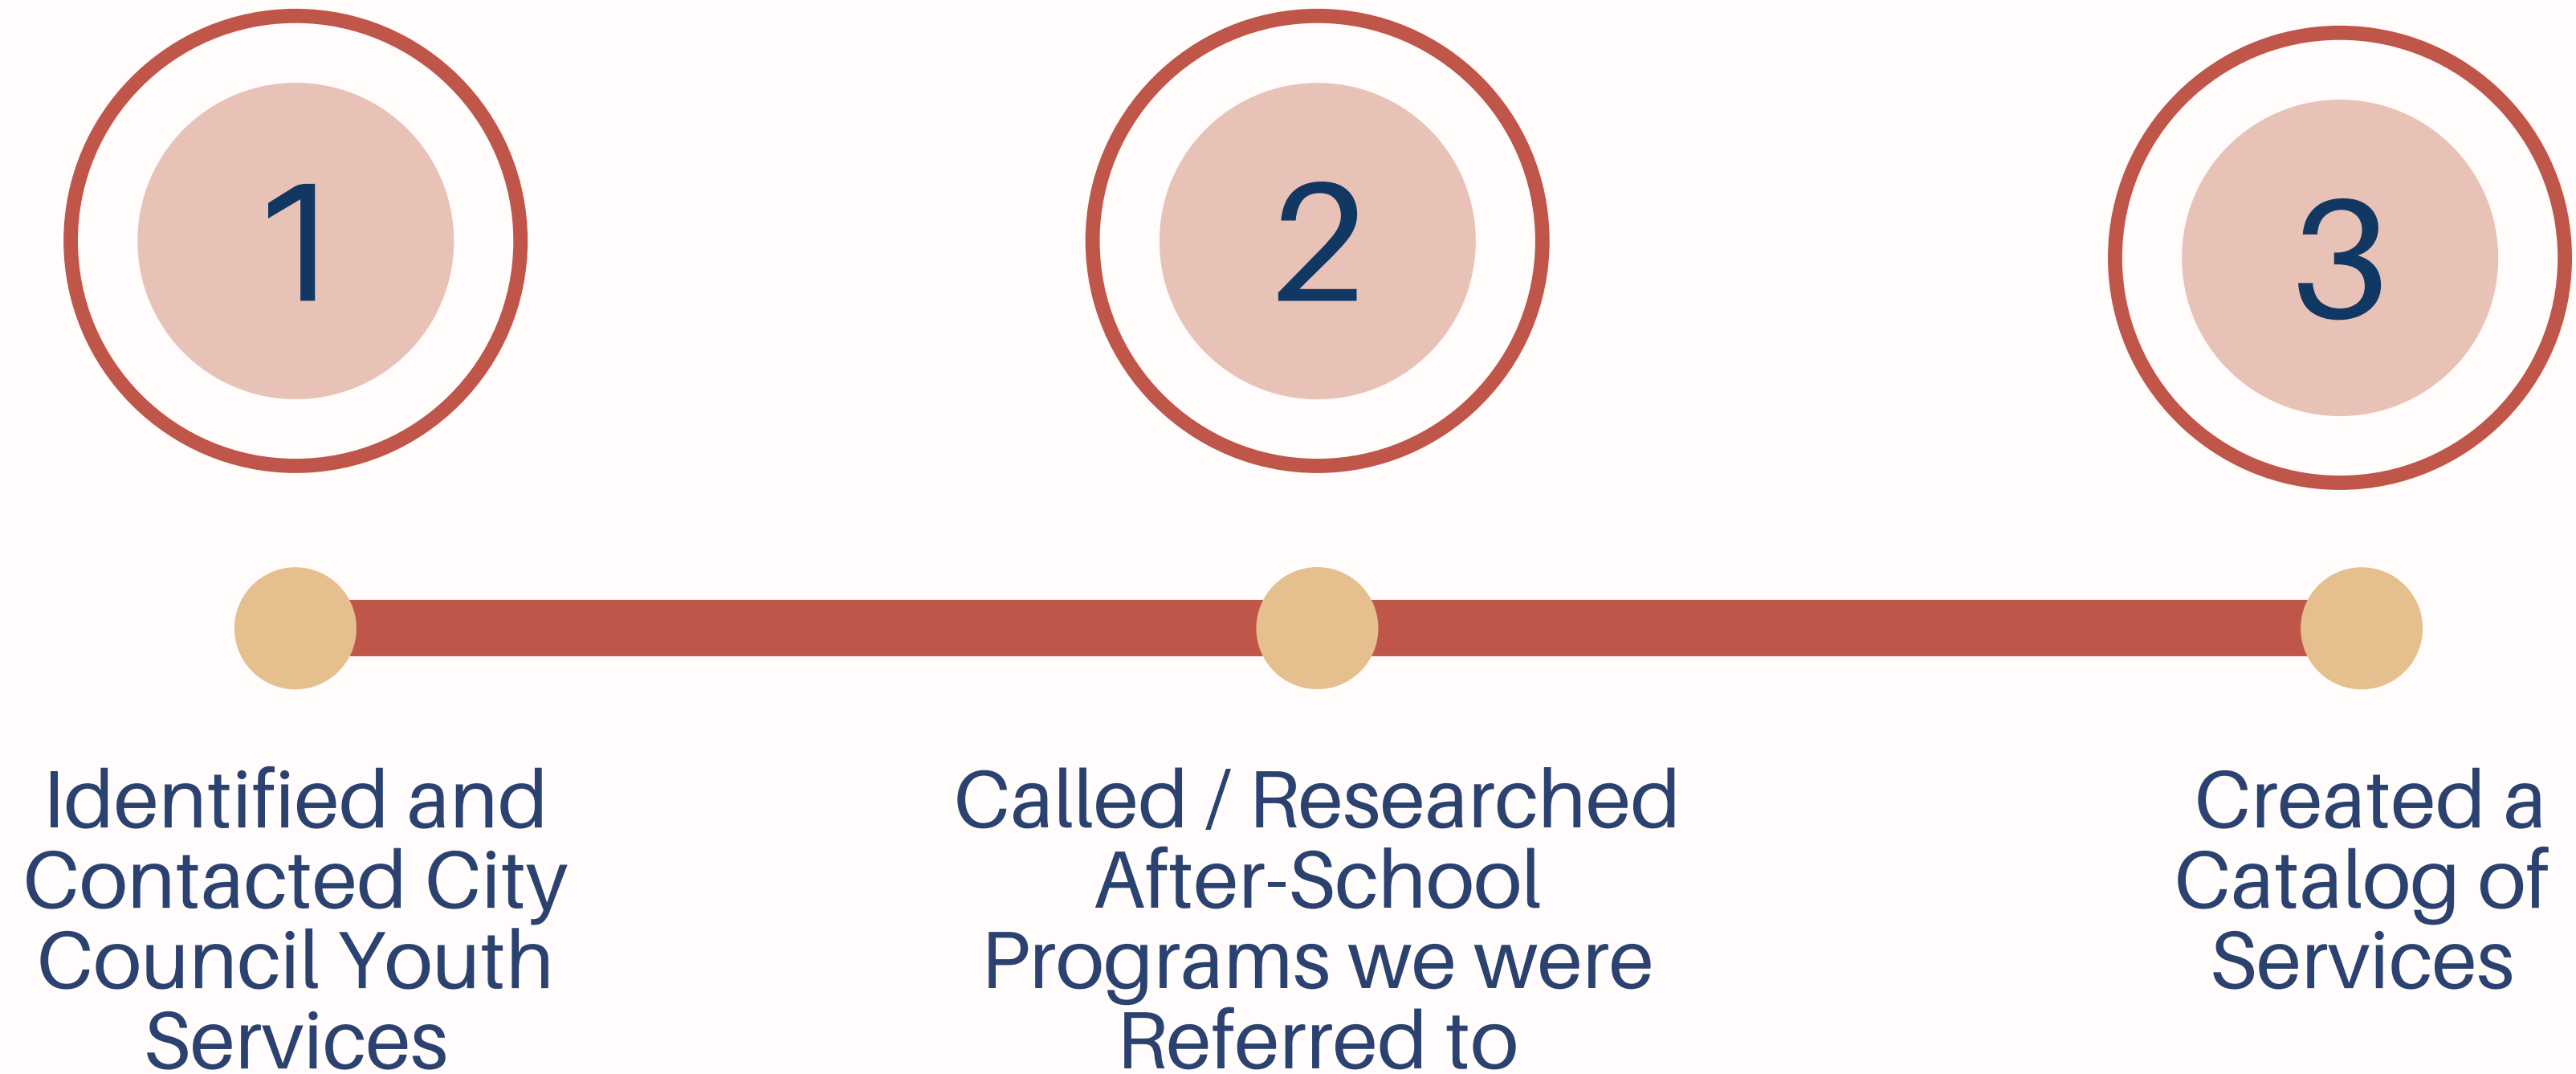 1
2
3
Identified and
Contacted City
Council Youth
Services
Called / Researched
After-School
Programs we were
Referred to
Created a
Catalog of
Services